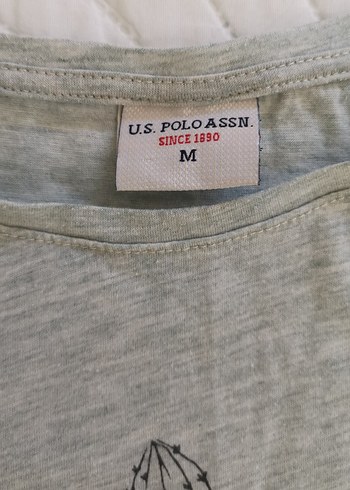 U.S. POLO ASSN.
SINCE 1890
M